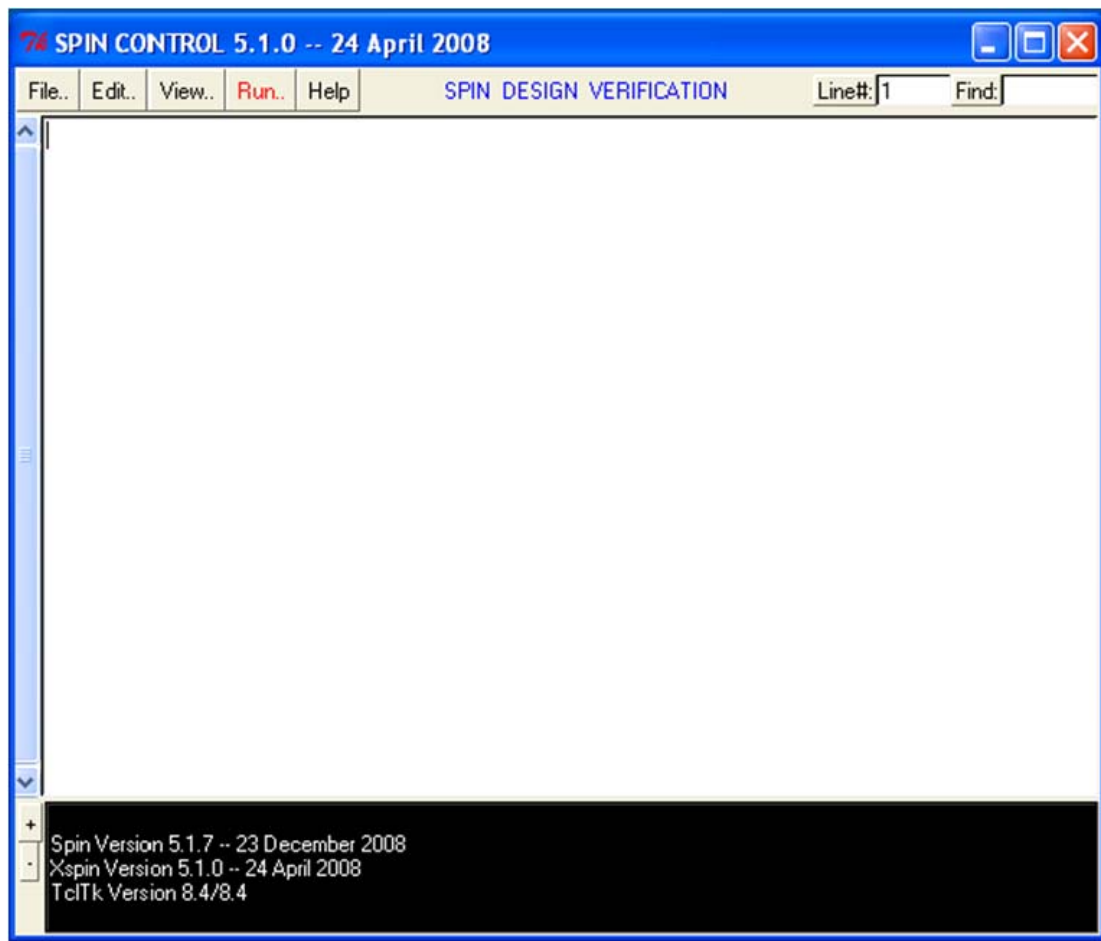 SPIN CONTROL 5.1.0 -- 24 April 2008
File.. Edit.. View.. Run.. Help SPIN DESIGN VERIFICATION Line#: 1 Find:
+
-
Spin Version 5.1.7 -- 23 December 2008
Xspin Version 5.1.0 -- 24 April 2008
TclTk Version 8.4/8.4